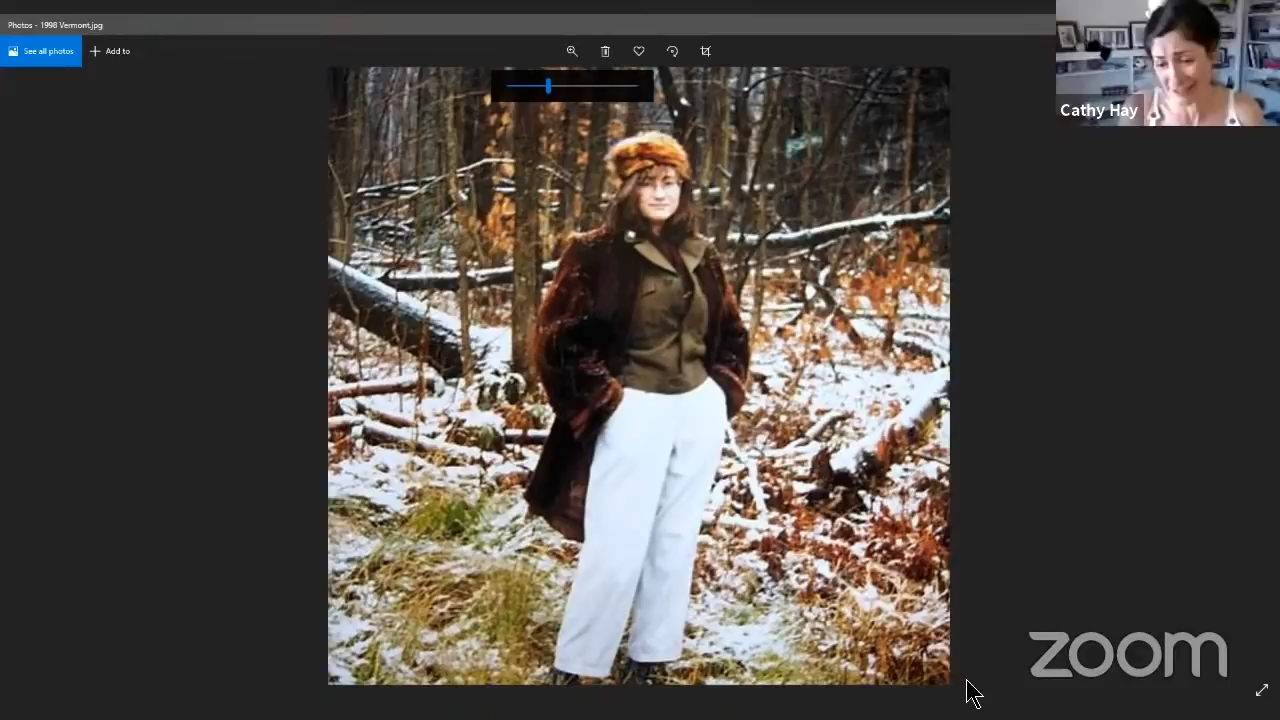 Photos - 1998 Vermont.jpg
See all photos
Add to
Cathy Hay
zoom